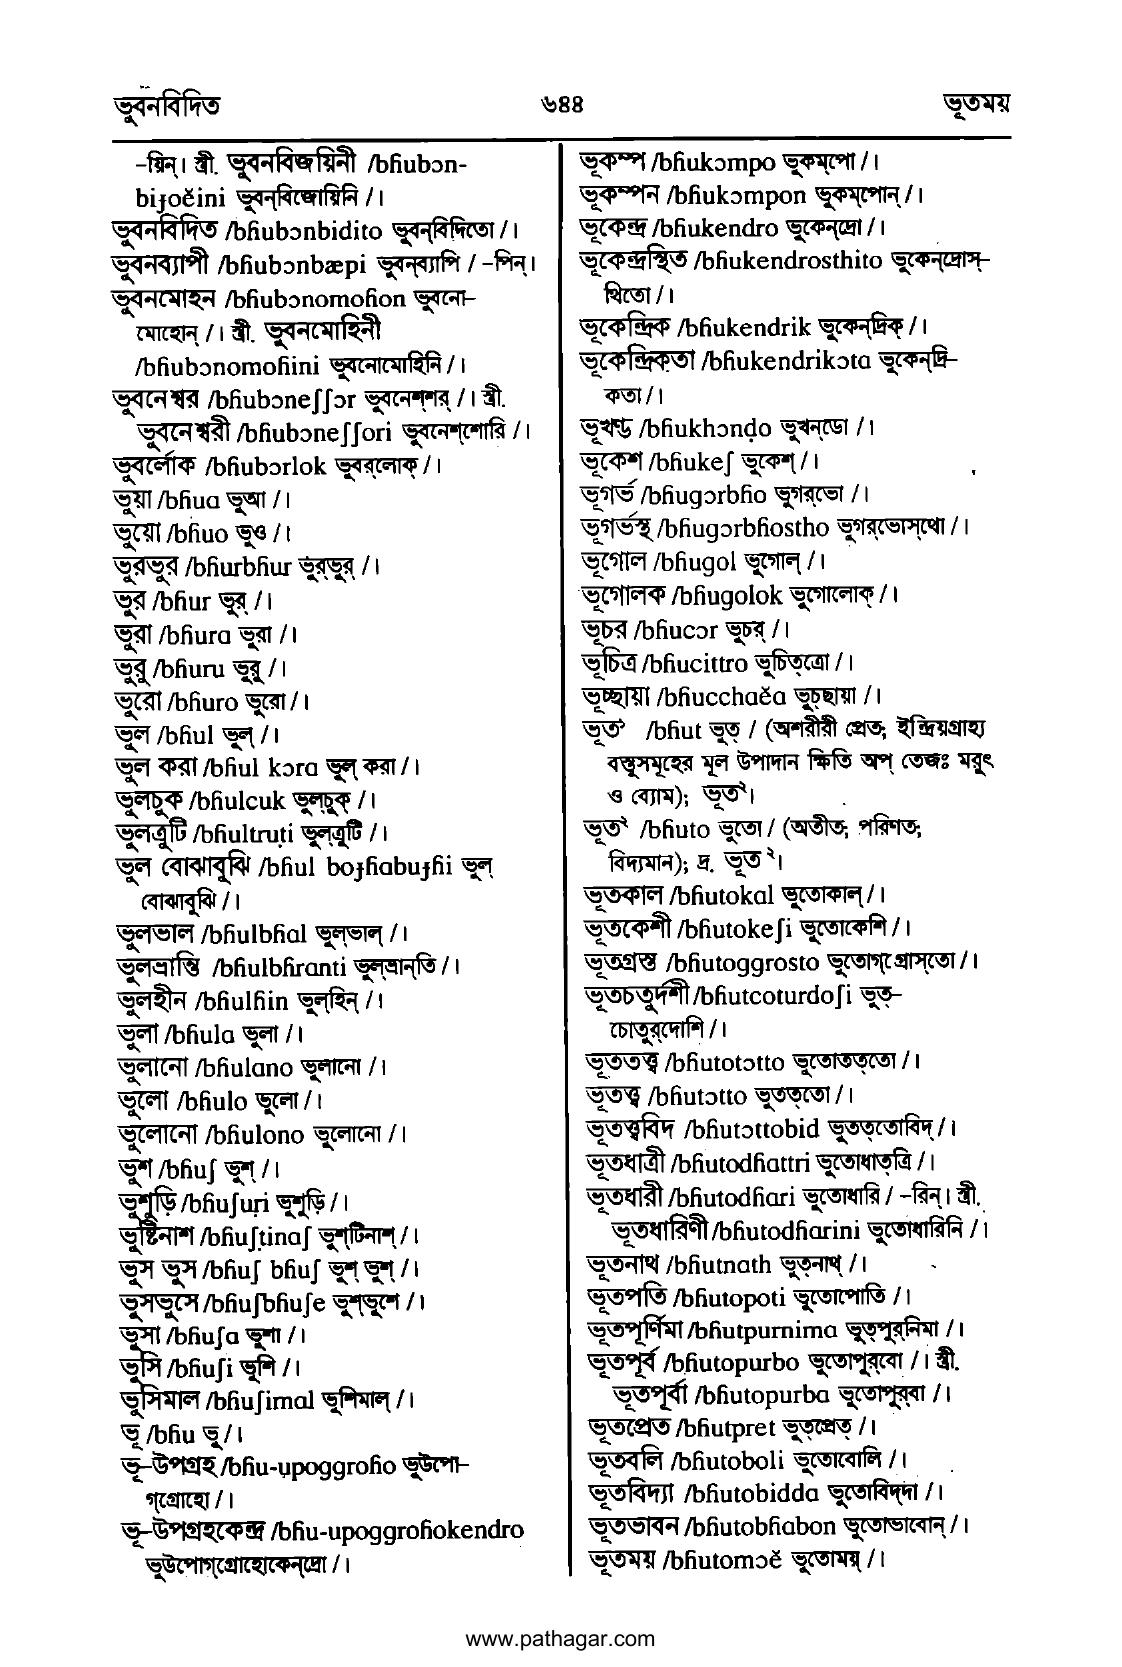 ভুবনবিদিত
৬৪৪
ভূতময়
-য়িন্। স্ত্রী. ভুবনবিজয়িনী /bɦubɔn-
biɟoĕini ভুবন্‌বিজোয়িনি /।
ভুবনবিদিত /bɦubɔnbidito ভুবন্‌বিদিতো /।
ভুবনব্যাপী /bɦubɔnbæpi ভুবন্‌ব্যাপি / -পিন্।
ভুবনমোহন /bɦubɔnomoɦon ভুবনো-
মোহোন্ /। স্ত্রী. ভুবনমোহিনী
/bɦubɔnomoɦini ভুবনোমোহিনি /।
ভুবনেশ্বর /bɦubɔneʃʃɔr ভুবনেশ্‌শর্ /। স্ত্রী.
ভুবনেশ্বরী /bɦubɔneʃʃori ভুবনেশ্‌শোরি /।
ভুবর্লোক /bɦubɔrlok ভুবর্‌লোক্ /।
ভুয়া /bɦua ভুআ /।
ভুয়ো /bɦuo ভুও /।
ভুরভুর /bɦurbɦur ভুর্‌ভুর্ /।
ভুর /bɦur ভুর্ /।
ভুরা /bɦura ভুরা /।
ভুরু /bɦuru ভুরু /।
ভুরো /bɦuro ভুরো /।
ভুল /bɦul ভুল্ /।
ভুল করা /bɦul kɔra ভুল্ করা /।
ভুলচুক /bɦulcuk ভুল্‌চুক্ /।
ভুলত্রুটি /bɦultruṭi ভুল্‌ত্রুটি /।
ভুল বোঝাবুঝি /bɦul boɟɦabuɟɦi ভুল্
বোঝাবুঝি /।
ভুলভাল /bɦulbɦal ভুল্‌ভাল্ /।
ভুলভ্রান্তি /bɦulbɦranti ভুল্‌ভ্রান্‌তি /।
ভুলহীন /bɦulɦin ভুল্‌হিন্ /।
ভুলা /bɦula ভুলা /।
ভুলানো /bɦulano ভুলানো /।
ভুলো /bɦulo ভুলো /।
ভুলোনো /bɦulono ভুলোনো /।
ভুশ /bɦuʃ ভুশ্ /।
ভুশুড়ি /bɦuʃuṛi ভুশুড়ি /।
ভুষ্টিনাশ /bɦuʃṭinaʃ ভুশ্‌টিনাশ্ /।
ভুস ভুস /bɦuʃ bɦuʃ ভুশ্ ভুশ্ /।
ভুসভুসে /bɦuʃbɦuʃe ভুশ্‌ভুশে /।
ভুসা /bɦuʃa ভুশা /।
ভুসি /bɦuʃi ভুশি /।
ভুসিমাল /bɦuʃimal ভুশিমাল্ /।
ভূ /bɦu ভু /।
ভূ-উপগ্রহ /bɦu-upoggroɦo ভুউপো-
গ্‌গ্রোহো /।
ভূ-উপগ্রহকেন্দ্র /bɦu-upoggroɦokendro
ভুউপোগ্‌গ্রোহোকেন্‌দ্রো /।
ভূকম্প /bɦukɔmpo ভুকম্‌পো /।
ভূকম্পন /bɦukɔmpon ভুকম্‌পোন্ /।
ভূকেন্দ্র /bɦukendro ভুকেন্‌দ্রো /।
ভূকেন্দ্রস্থিত /bɦukendrosthito ভুকেন্‌দ্রোস্-
থিতো /।
ভূকেন্দ্রিক /bɦukendrik ভুকেন্‌দ্রিক্ /।
ভূকেন্দ্রিকতা /bɦukendrikɔta ভুকেন্‌দ্রি-
কতা /।
ভূখণ্ড /bɦukhɔnḍo ভুখন্‌ডো /।
ভূকেশ /bɦukeʃ ভুকেশ্ /।
ভূগর্ভ /bɦugɔrbɦo ভুগর্‌ভো /।
ভূগর্ভস্থ /bɦugɔrbɦostho ভুগর্‌ভোস্‌থো /।
ভূগোল /bɦugol ভুগোল্ /।
ভূগোলক /bɦugolok ভুগোলোক্ /।
ভূচর /bɦucɔr ভুচর্ /।
ভূচিত্র /bɦucittro ভুচিত্‌ত্রো /।
ভূচ্ছায়া /bɦucchaĕa ভুচ্‌ছায়া /।
ভূত¹ /bɦut ভুত্ / (অশরীরী প্রেত; ইন্দ্রিয়গ্রাহ্য
বস্তুসমূহের মূল উপাদান ক্ষিতি অপ্ তেজঃ মরুৎ
ও ব্যোম); ভূত²।
ভূত² /bɦuto ভুতো / (অতীত; পরিণত;
বিদ্যমান); দ্র. ভূত ²।
ভূতকাল /bɦutokal ভুতোকাল্ /।
ভূতকেশী /bɦutokeʃi ভুতোকেশি /।
ভূতগ্রস্ত /bɦutoggrosto ভুতোগ্‌গ্রোস্‌তো /।
ভূতচতুর্দশী /bɦutcoturdoʃi ভুত্-
চোতুর্‌দোশি /।
ভূততত্ত্ব /bɦutotɔtto ভুতোতত্‌তো /।
ভূতত্ত্ব /bɦutɔtto ভুতত্‌তো /।
ভূতত্ত্ববিদ /bɦutɔttobid ভুতত্‌তোবিদ্ /।
ভূতধাত্রী /bɦutodɦattri ভুতোধাত্‌ত্রি /।
ভূতধারী /bɦutodɦari ভুতোধারি / -রিন্। স্ত্রী.
ভূতধারিণী /bɦutodɦarini ভুতোধারিনি /।
ভূতনাথ /bɦutnath ভুত্‌নাথ্ /।
ভূতপতি /bɦutopoti ভুতোপোতি /।
ভূতপূর্ণিমা /bɦutpurnima ভুত্‌পুর্‌নিমা /।
ভূতপূর্ব /bɦutopurbo ভুতোপুর্‌বো /। স্ত্রী.
ভূতপূর্বা /bɦutopurba ভুতোপুর্‌বা /।
ভূতপ্রেত /bɦutpret ভুত্‌প্রেত্ /।
ভূতবলি /bɦutoboli ভুতোবোলি /।
ভূতবিদ্যা /bɦutobidda ভুতোবিদ্‌দা /।
ভূতভাবন /bɦutobɦabon ভুতোভাবোন্ /।
ভূতময় /bɦutomɔĕ ভুতোময়্ /।
www.pathagar.com